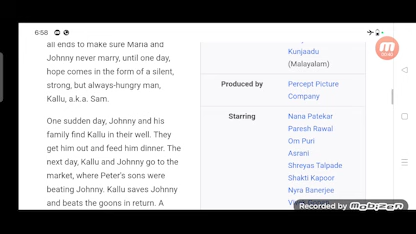 6:58
00:40
all ends to make sure Maria and
Johnny never marry, until one day,
hope comes in the form of a silent,
strong, but always-hungry man,
Kallu, a.k.a. Sam.
One sudden day, Johnny and his
family find Kallu in their well. They
get him out and feed him dinner. The
next day, Kallu and Johnny go to the
market, where Peter's sons were
beating Johnny. Kallu saves Johnny
and beats the goons in return. A
Kunjaadu
(Malayalam)
Produced by
Percept Picture
Company
Starring
Nana Patekar
Paresh Rawal
Om Puri
Asrani
Shreyas Talpade
Shakti Kapoor
Nyra Banerjee
Recorded by Mobizen